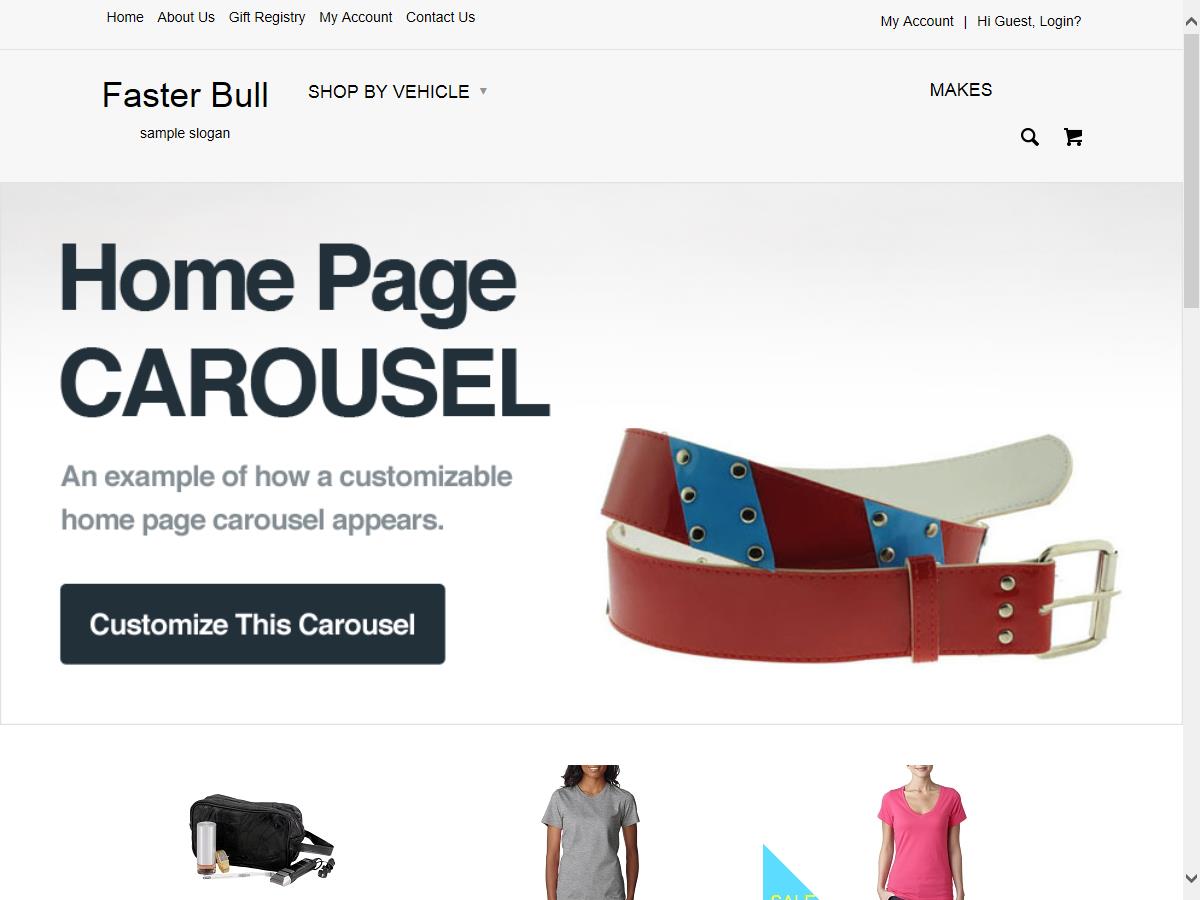 Home About Us Gift Registry My Account Contact Us
My Account | Hi Guest, Login?
Faster Bull
SHOP BY VEHICLE
MAKES
sample slogan
Home Page
CAROUSEL
An example of how a customizable
home page carousel appears.
Customize This Carousel
SALE